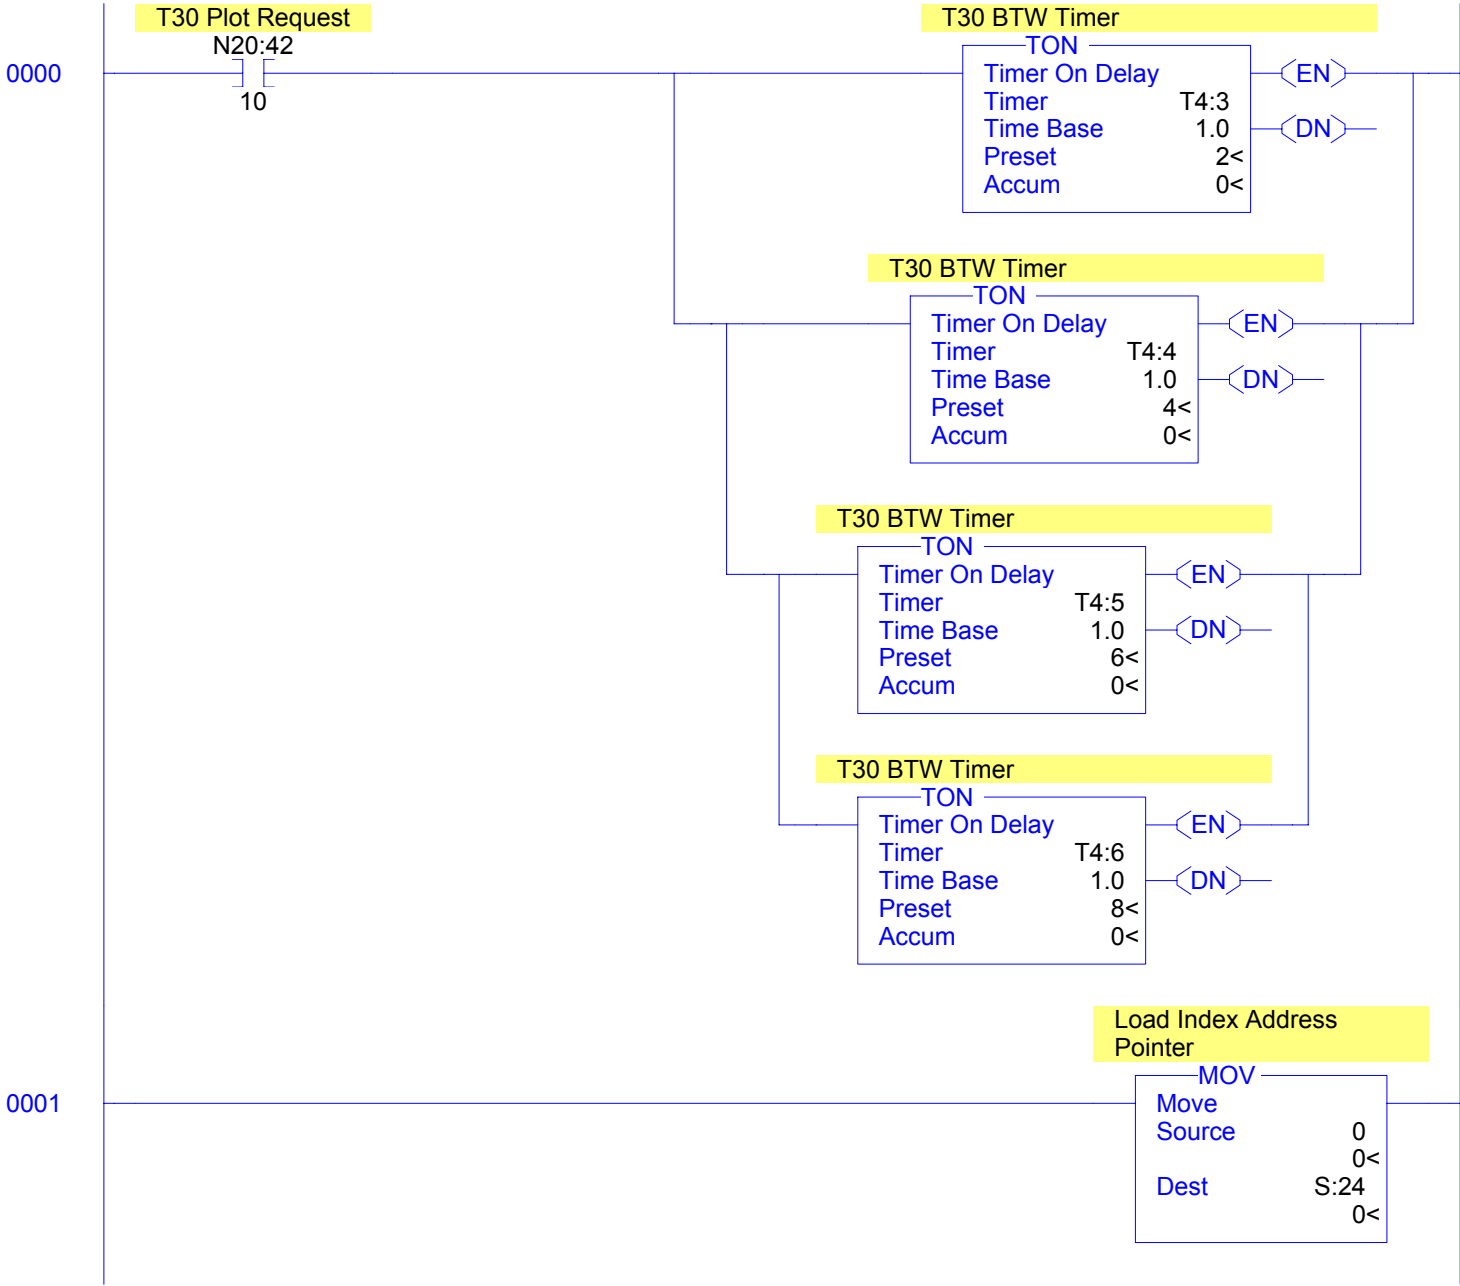 T30 Plot Request
N20:42
0000
10
T30 BTW Timer
TON
Timer On Delay
Timer T4:3
Time Base 1.0
Preset 2<
Accum 0<
EN
DN
T30 BTW Timer
TON
Timer On Delay
Timer T4:4
Time Base 1.0
Preset 4<
Accum 0<
EN
DN
T30 BTW Timer
TON
Timer On Delay
Timer T4:5
Time Base 1.0
Preset 6<
Accum 0<
EN
DN
T30 BTW Timer
TON
Timer On Delay
Timer T4:6
Time Base 1.0
Preset 8<
Accum 0<
EN
DN
0001
Load Index Address
Pointer
MOV
Move
Source 0
0<
Dest S:24
0<